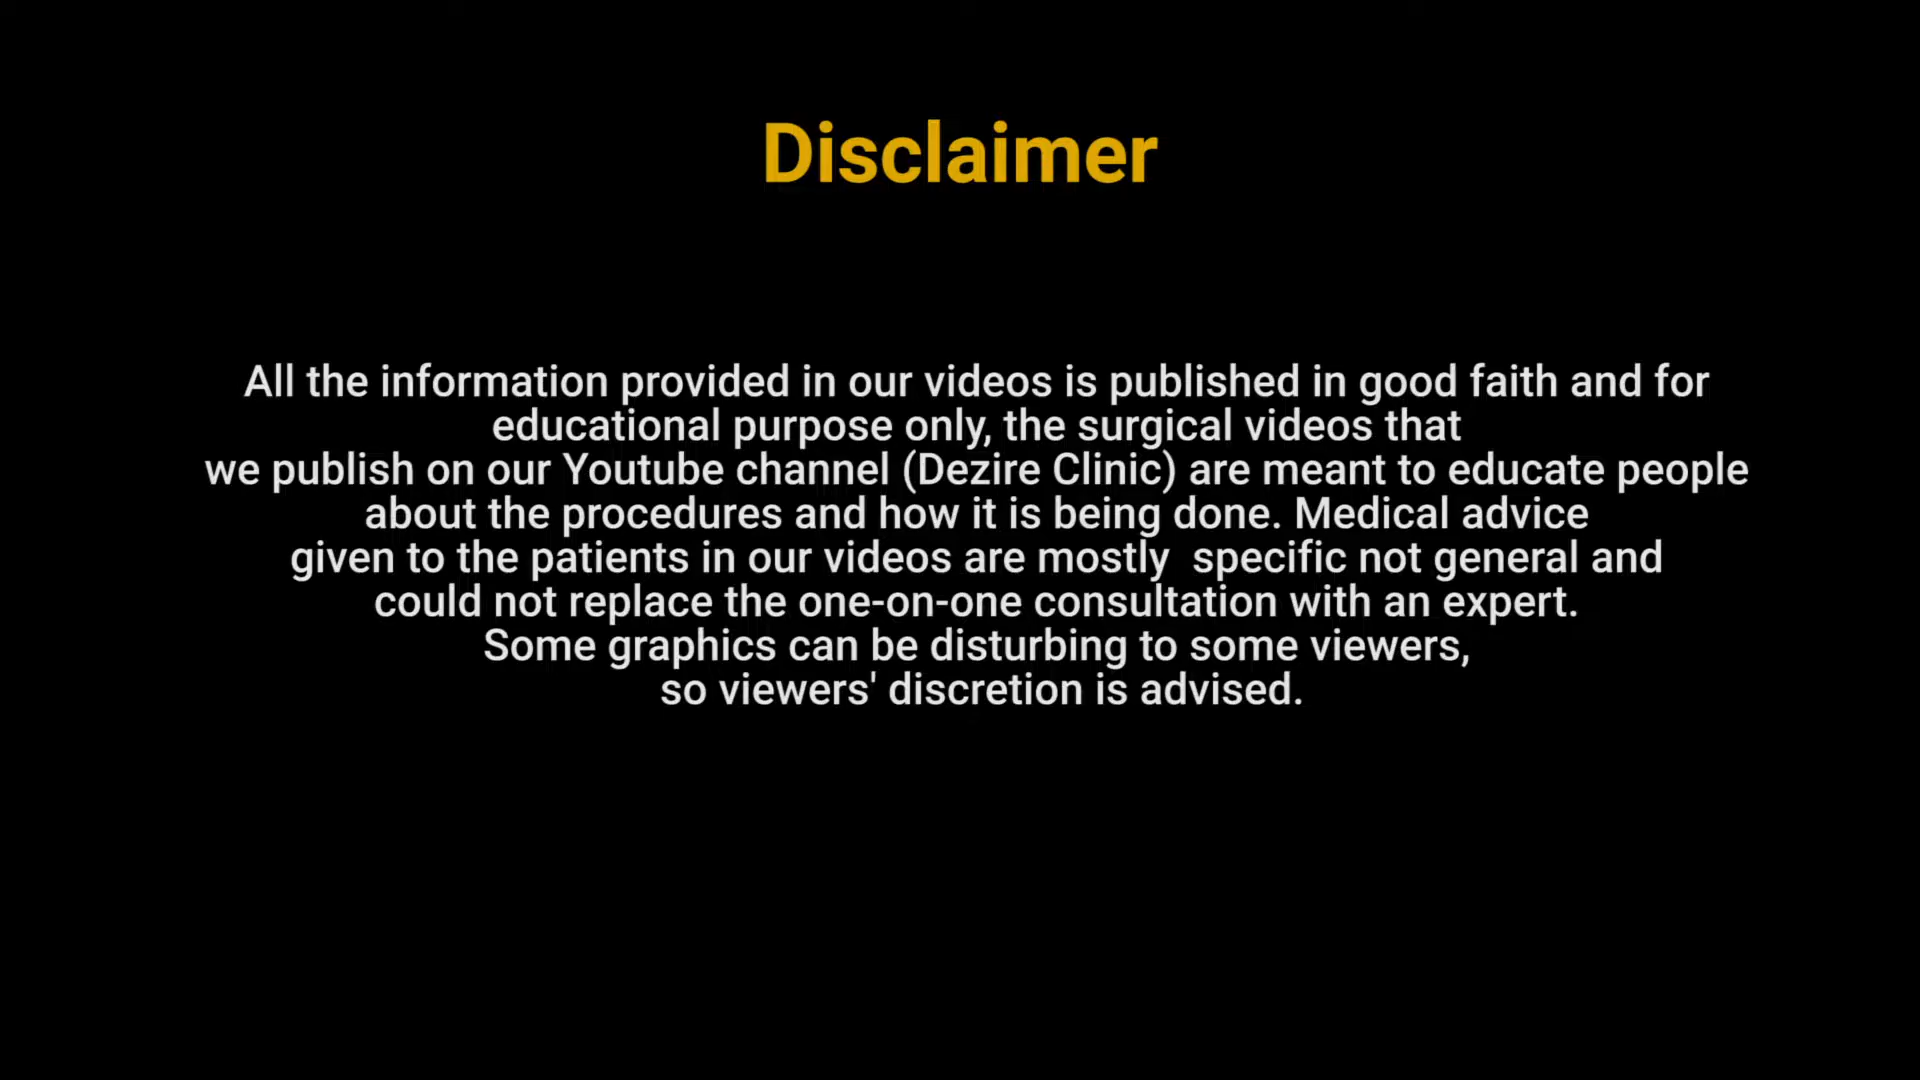 Disclaimer
All the information provided in our videos is published in good faith and for
educational purpose only, the surgical videos that
we publish on our Youtube channel (Dezire Clinic) are meant to educate people
about the procedures and how it is being done. Medical advice
given to the patients in our videos are mostly  specific not general and
could not replace the one-on-one consultation with an expert.
Some graphics can be disturbing to some viewers,
so viewers' discretion is advised.